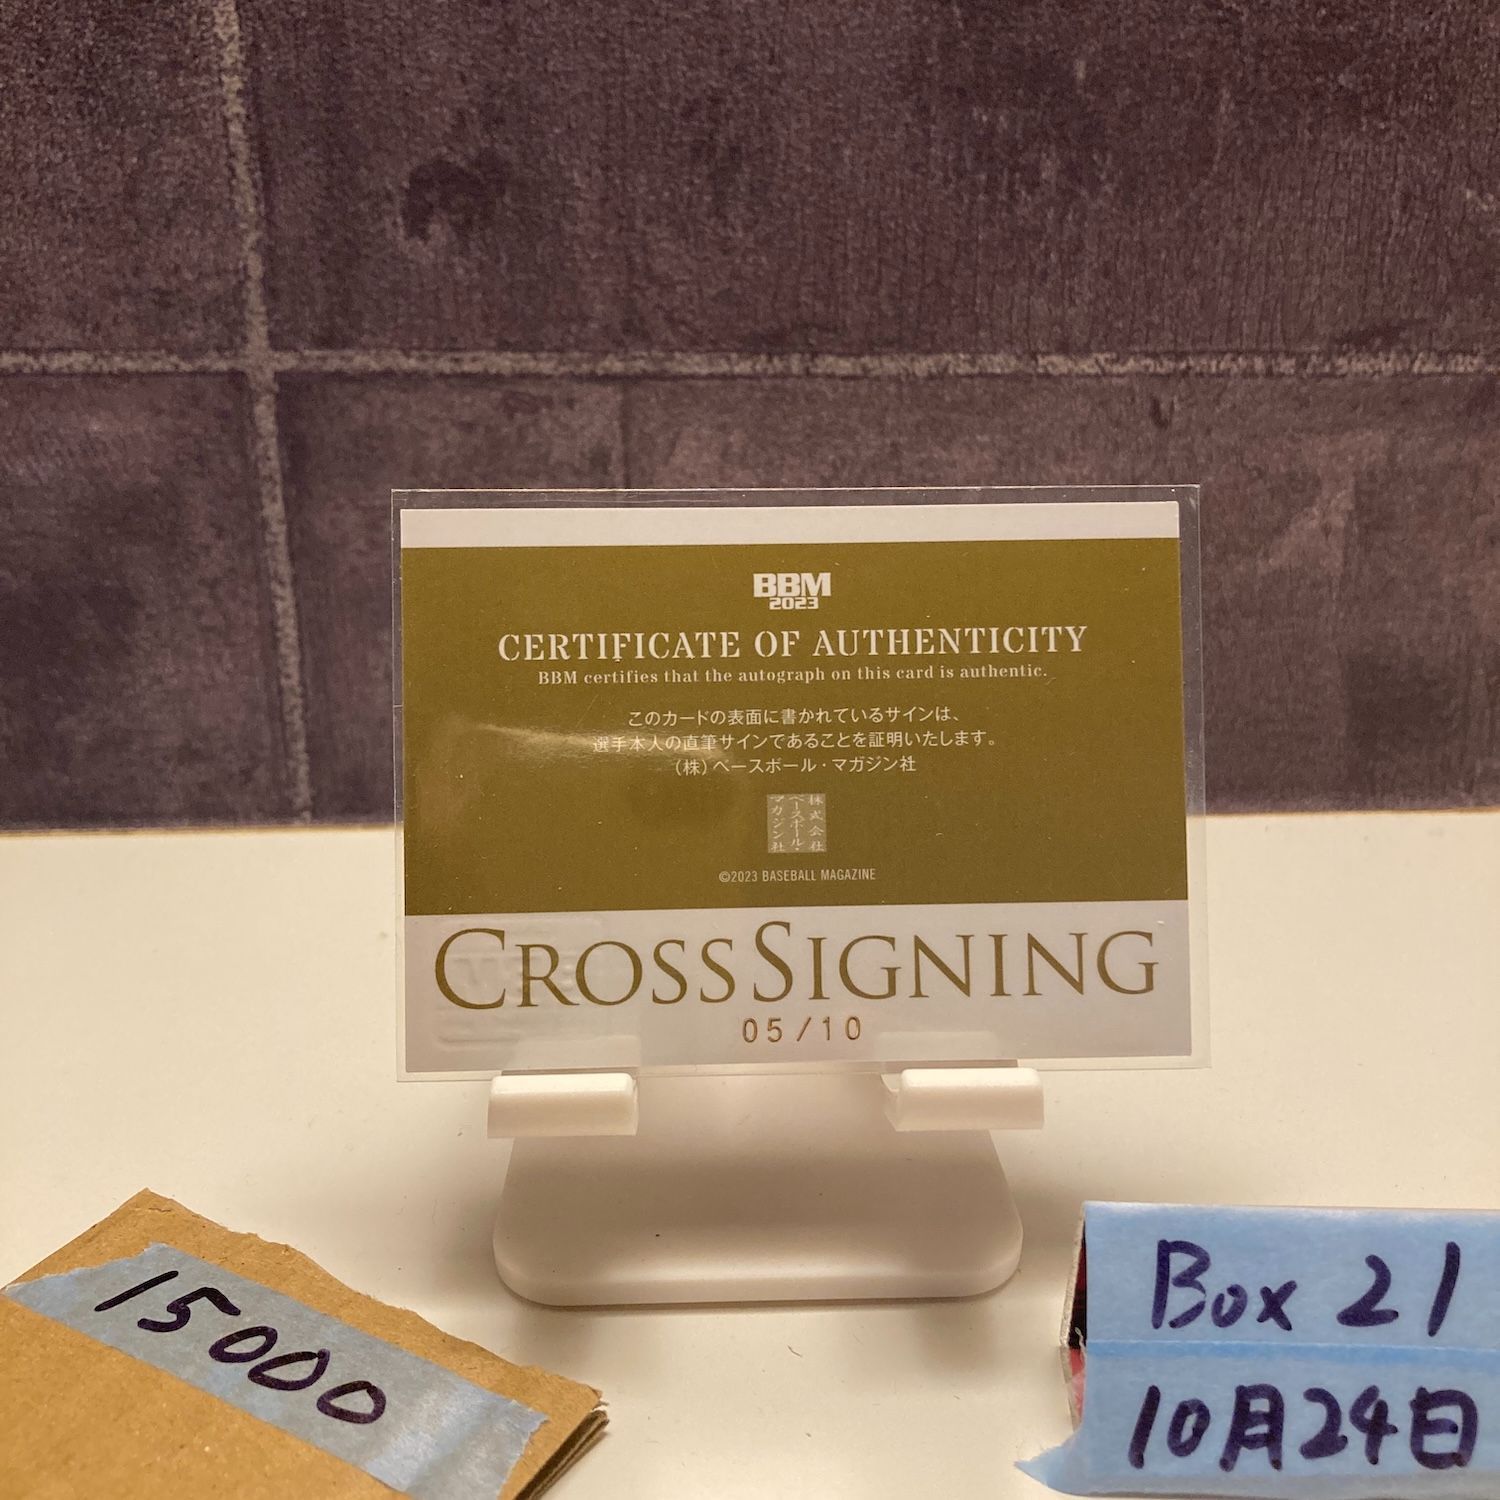 BBM
2023
CERTIFICATE OF AUTHENTICITY
BBM certifies that the autograph on this card is authentic.
このカードの表面に書かれているサインは、
選手本人の直筆サインであることを証明いたします。
(株)ベースボール・マガジン社
株式会社
ベースボール・
マガジン社
©2023 BASEBALL MAGAZINE
CROSSSIGNING
05/10
15000
Box 21
10月24日